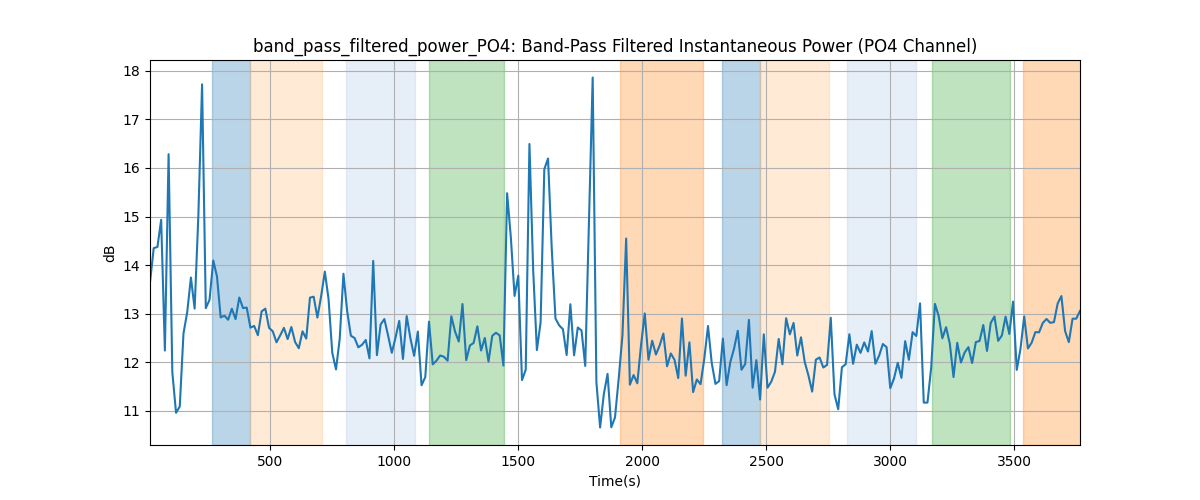 band_pass_filtered_power_PO4: Band-Pass Filtered Instantaneous Power (PO4 Channel)
18
17
16
15
14
13
12
11
dB
500 1000 1500 2000 2500 3000 3500
Time(s)